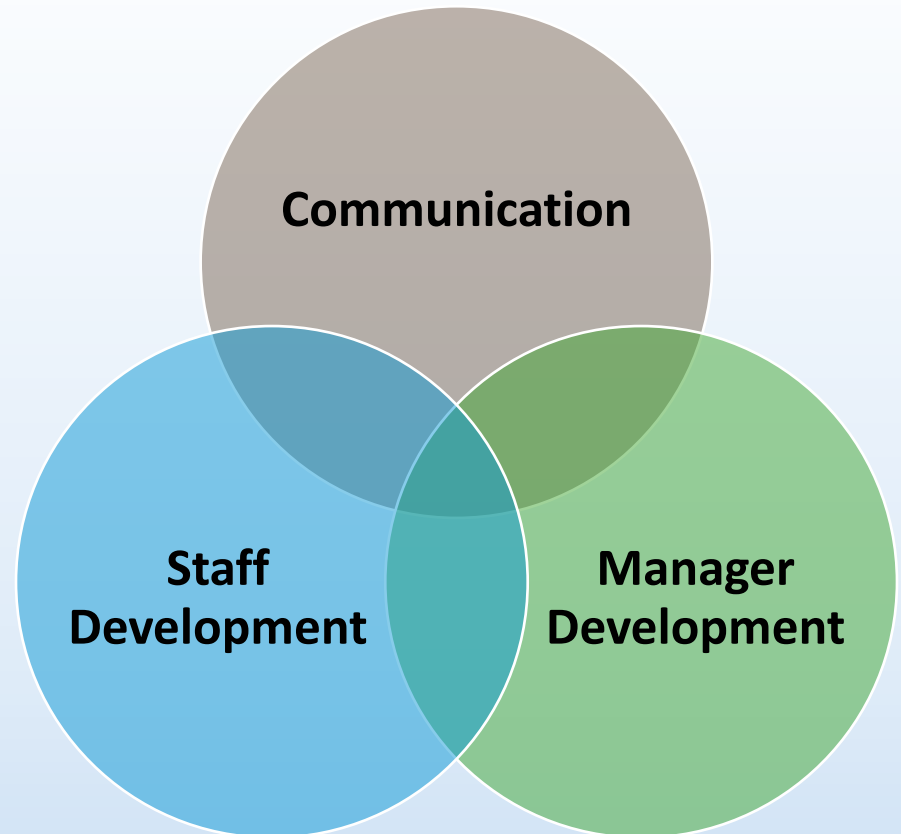 Communication
Staff
Development
Manager
Development